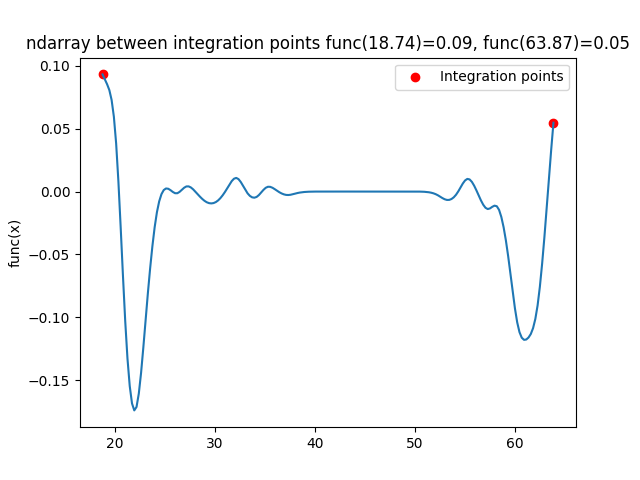 ndarray between integration points func(18.74)=0.09, func(63.87)=0.05
Integration points
func(x)
0.10
0.05
0.00
−0.05
−0.10
−0.15
20 30 40 50 60